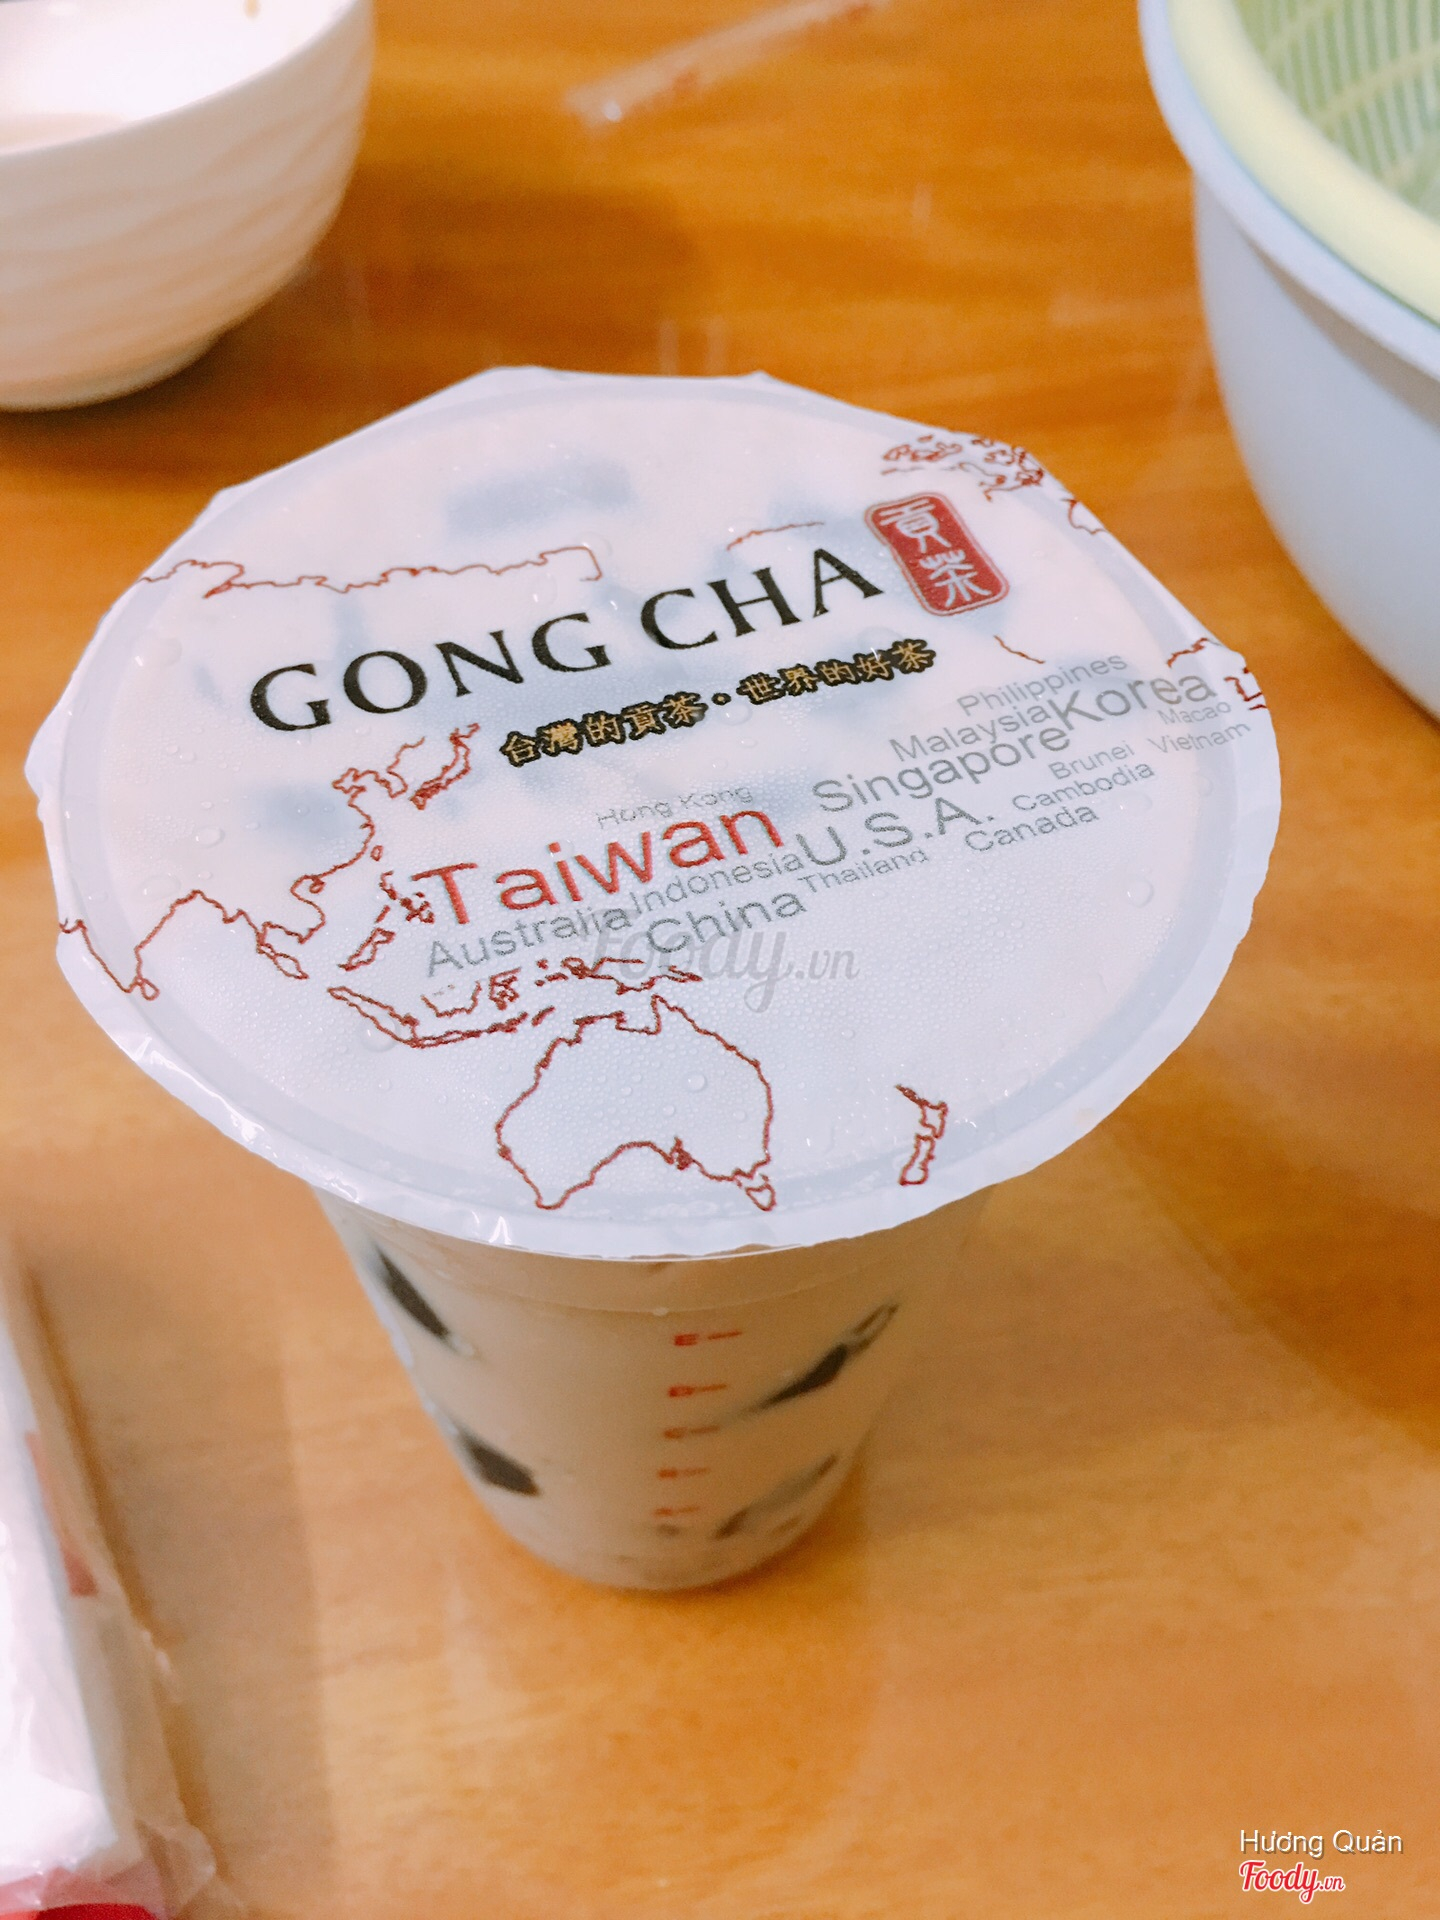 GONG CHA 貢茶
台灣的貢茶・世界的好茶
Philippines
Malaysia Korea
Singapore Macao
Hong Kong Brunei Vietnam
Taiwan U.S.A. Cambodia
Indonesia Thailand Canada
Australia China
Foody.vn
E
D
C
B
A
Hương Quản
Foody.vn